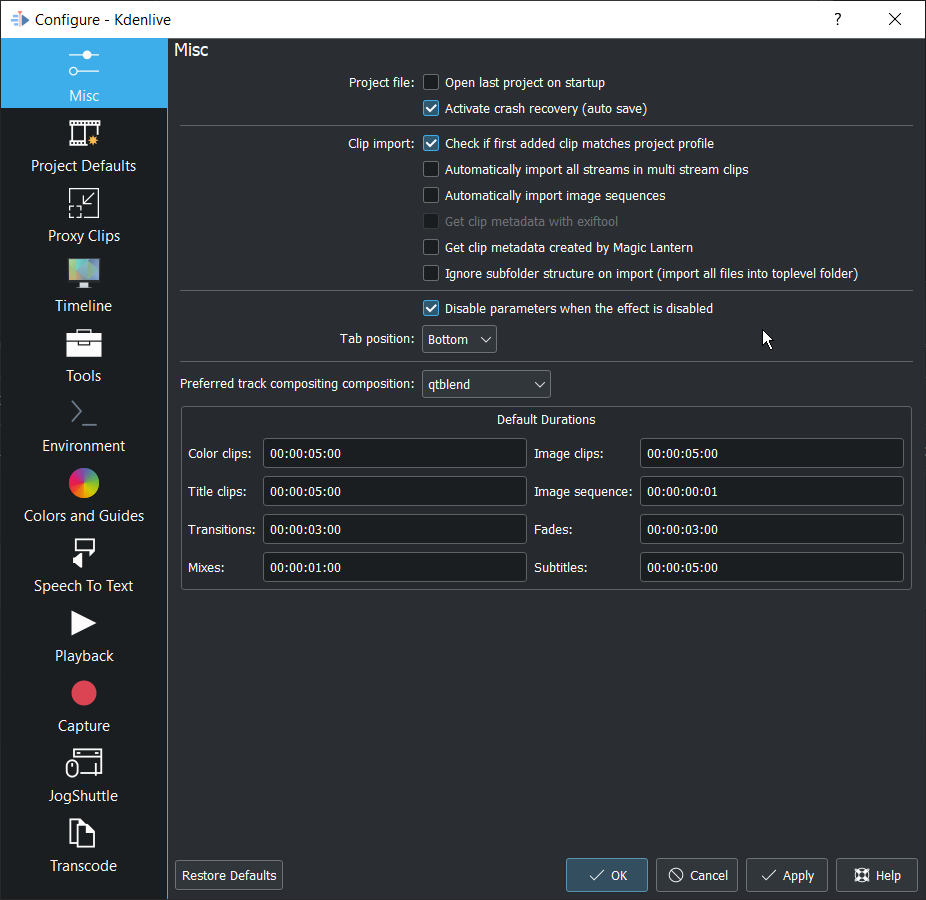 Configure - Kdenlive
?
Misc
Project Defaults
Proxy Clips
Timeline
Tools
Environment
Colors and Guides
Speech To Text
Playback
Capture
JogShuttle
Transcode
Misc
Project file: Open last project on startup
Activate crash recovery (auto save)
Clip import: Check if first added clip matches project profile
Automatically import all streams in multi stream clips
Automatically import image sequences
Get clip metadata with exiftool
Get clip metadata created by Magic Lantern
Ignore subfolder structure on import (import all files into toplevel folder)
Disable parameters when the effect is disabled
Tab position: Bottom
Preferred track compositing composition: qtblend
Default Durations
Color clips: 00:00:05:00 Image clips: 00:00:05:00
Title clips: 00:00:05:00 Image sequence: 00:00:00:01
Transitions: 00:00:03:00 Fades: 00:00:03:00
Mixes: 00:00:01:00 Subtitles: 00:00:05:00
Restore Defaults OK Cancel Apply Help